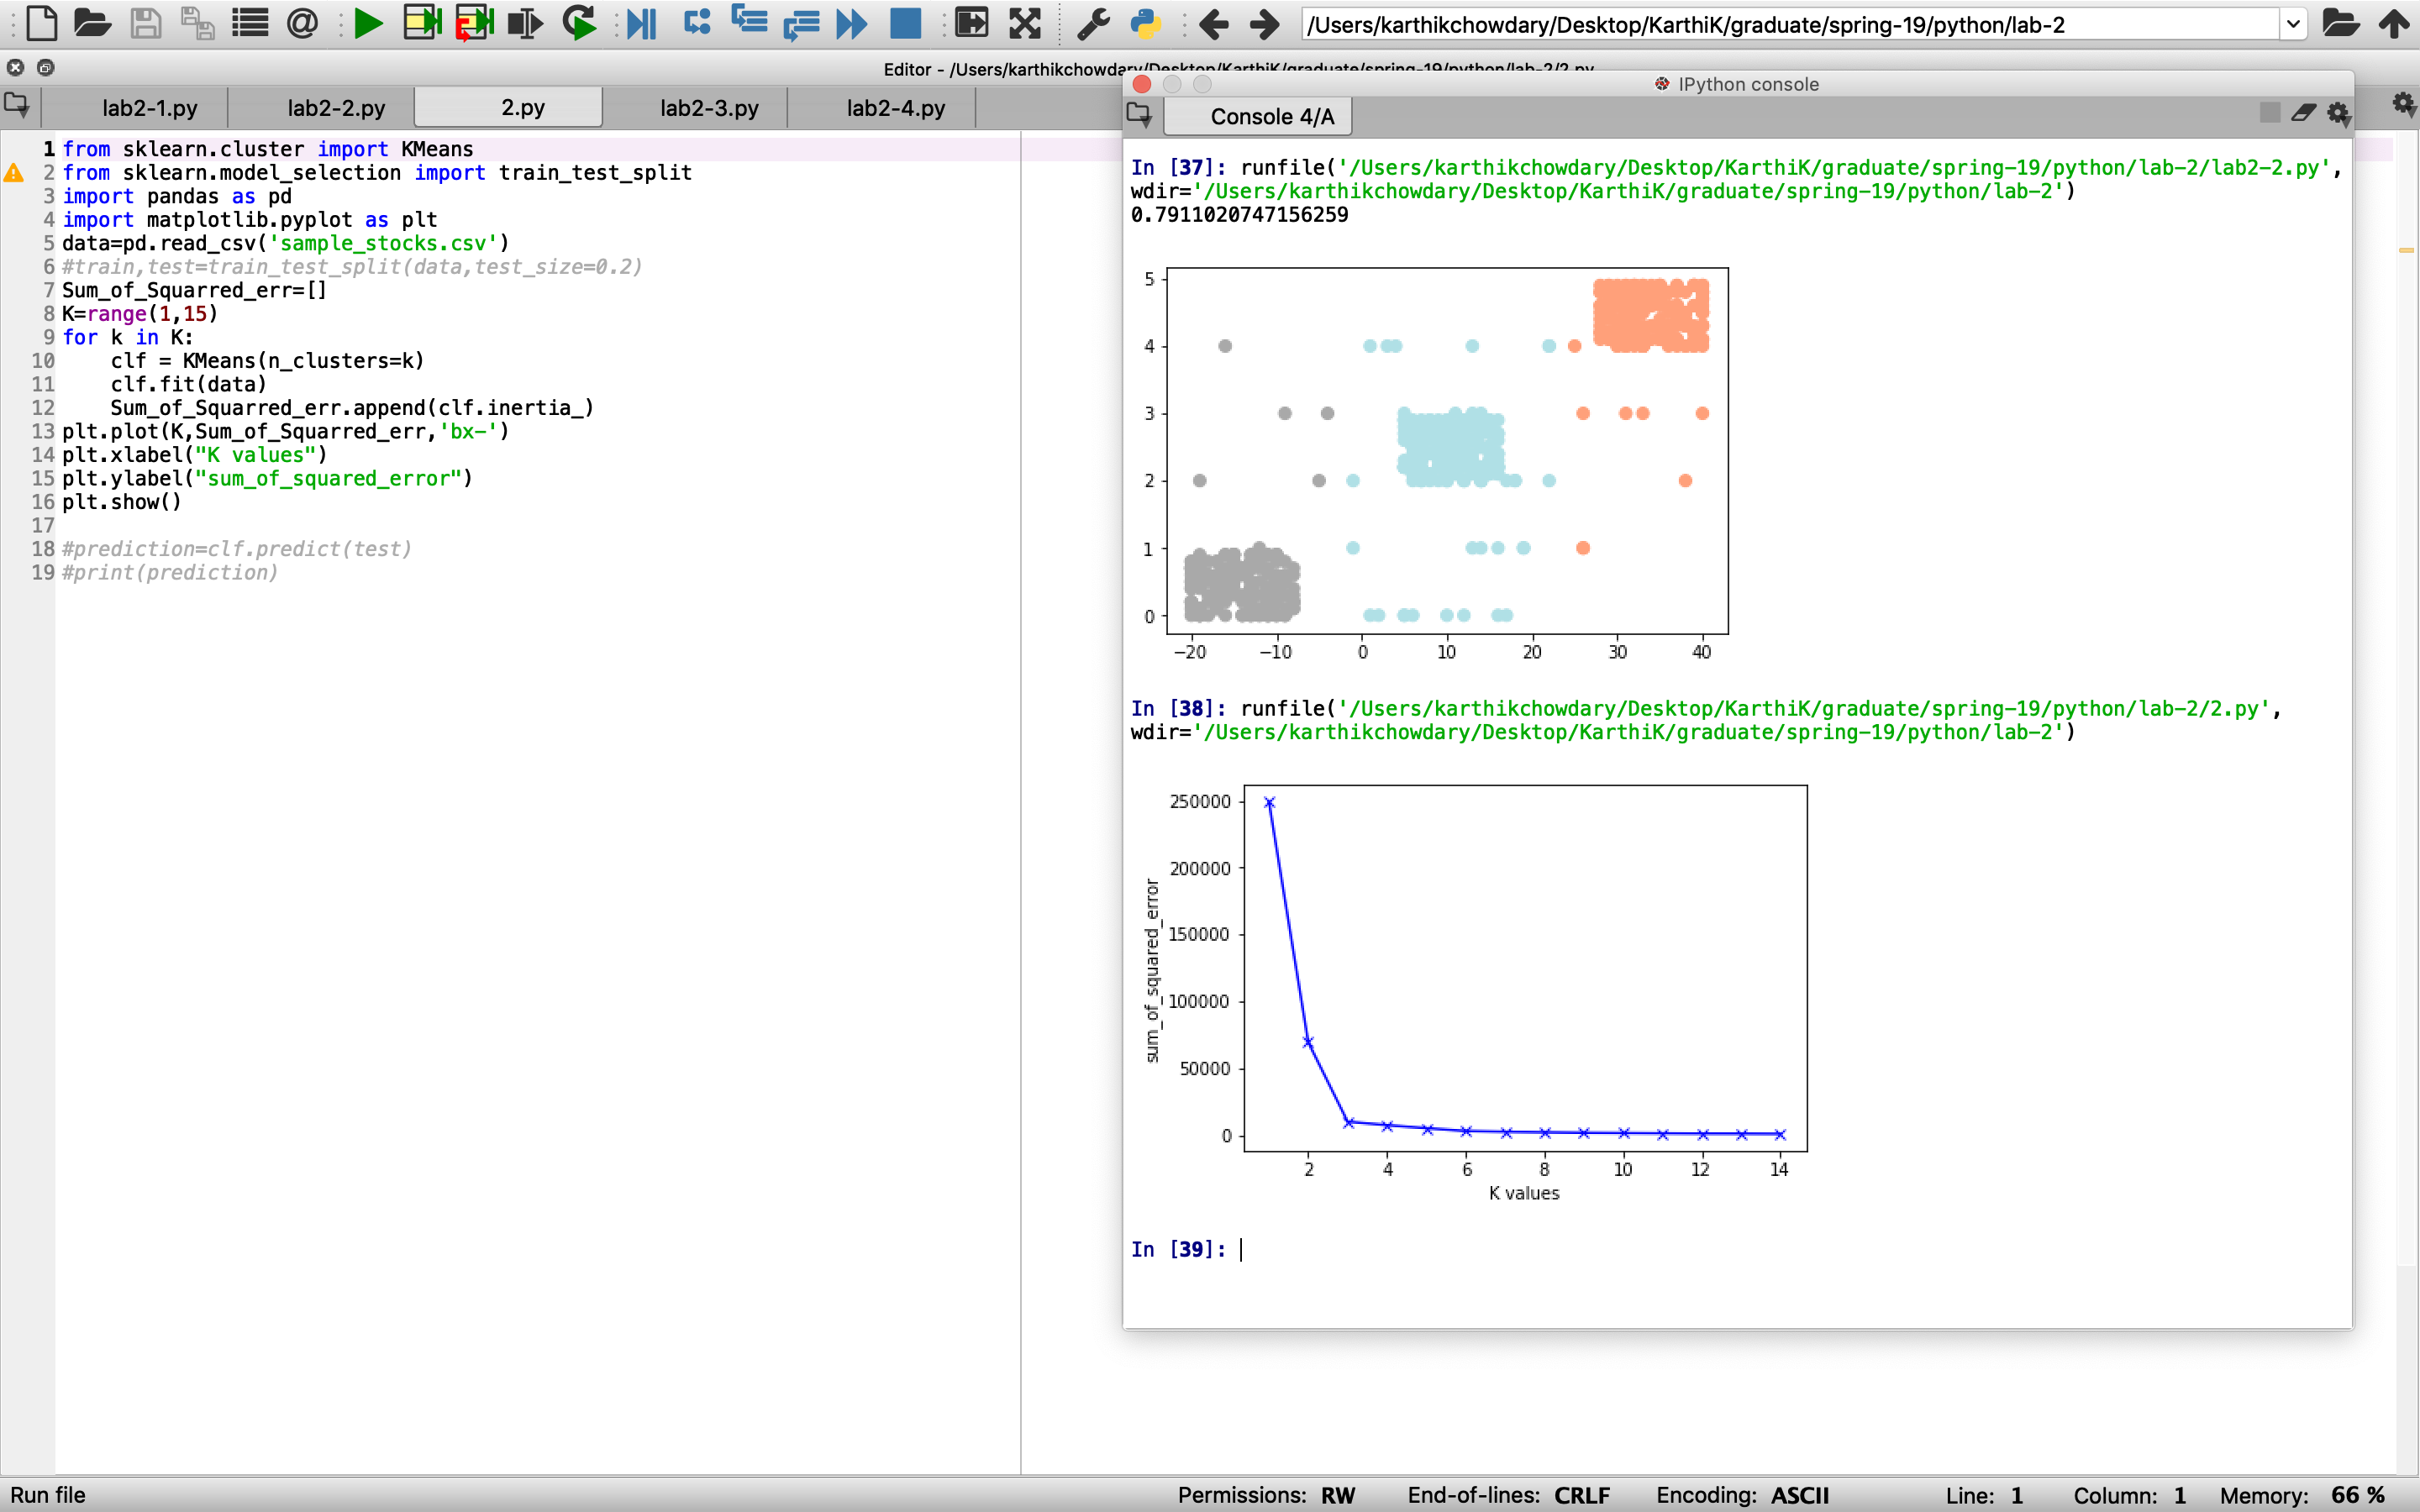 /Users/karthikchowdary/Desktop/KarthiK/graduate/spring-19/python/lab-2
Editor - /Users/karthikchowdary/Desktop/KarthiK/graduate/spring-19/python/lab-2/2.py
lab2-1.py lab2-2.py 2.py lab2-3.py lab2-4.py
1 from sklearn.cluster import KMeans
2 from sklearn.model_selection import train_test_split
3 import pandas as pd
4 import matplotlib.pyplot as plt
5 data=pd.read_csv('sample_stocks.csv')
6 #train,test=train_test_split(data,test_size=0.2)
7 Sum_of_Squarred_err=[]
8 K=range(1,15)
9 for k in K:
10     clf = KMeans(n_clusters=k)
11     clf.fit(data)
12     Sum_of_Squarred_err.append(clf.inertia_)
13 plt.plot(K,Sum_of_Squarred_err,'bx-')
14 plt.xlabel("K values")
15 plt.ylabel("sum_of_squared_error")
16 plt.show()
17
18 #prediction=clf.predict(test)
19 #print(prediction)
IPython console
Console 4/A
In [37]: runfile('/Users/karthikchowdary/Desktop/KarthiK/graduate/spring-19/python/lab-2/lab2-2.py',
wdir='/Users/karthikchowdary/Desktop/KarthiK/graduate/spring-19/python/lab-2')
0.7911020747156259
5
4
3
2
1
0
−20 −10 0 10 20 30 40
In [38]: runfile('/Users/karthikchowdary/Desktop/KarthiK/graduate/spring-19/python/lab-2/2.py',
wdir='/Users/karthikchowdary/Desktop/KarthiK/graduate/spring-19/python/lab-2')
250000
200000
150000
100000
50000
0
sum_of_squared_error
2 4 6 8 10 12 14
K values
In [39]:
Run file Permissions: RW End-of-lines: CRLF Encoding: ASCII Line: 1 Column: 1 Memory: 66 %